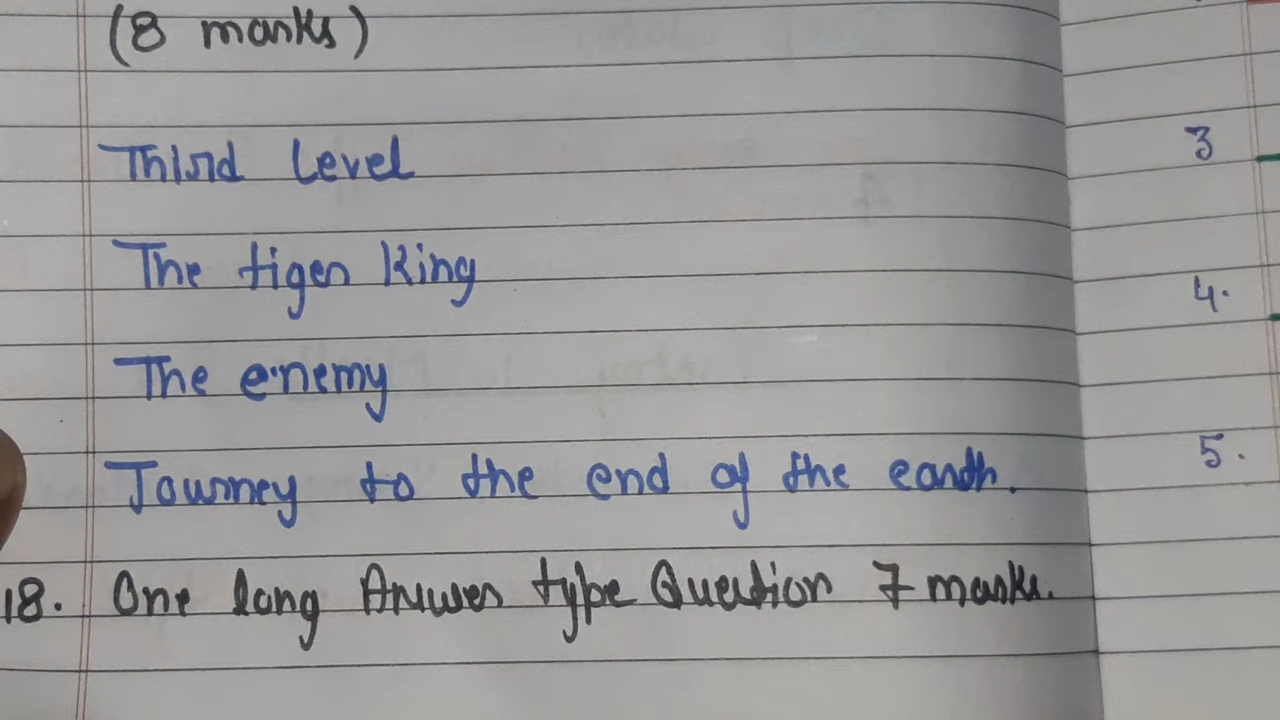 (8 marks)
Third Level
The tiger King
The enemy
Journey to the end of the earth.
18. One long Answer type Question 7 marks.
3
4.
5.